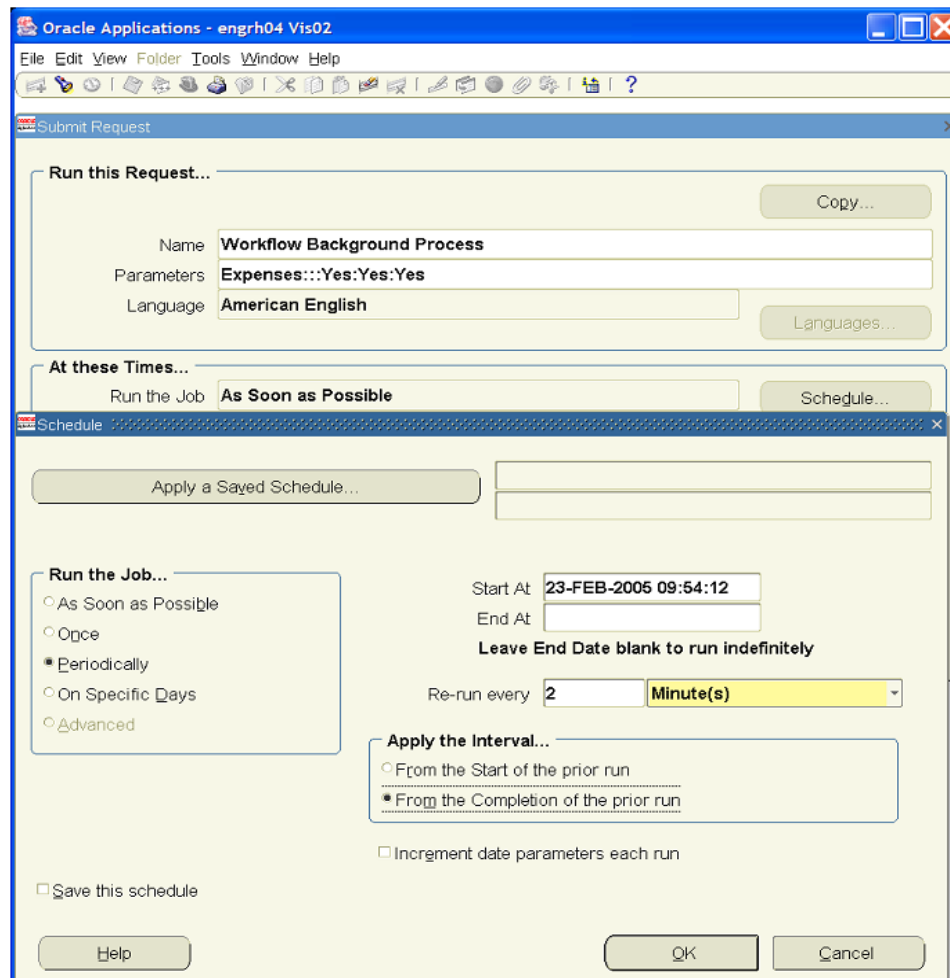 Oracle Applications - engrh04 Vis02
File Edit View Folder Tools Window Help
Submit Request
Run this Request...
Copy...
Name Workflow Background Process
Parameters Expenses:::Yes:Yes:Yes
Language American English
Languages...
At these Times...
Run the Job As Soon as Possible
Schedule...
Schedule
Apply a Saved Schedule...
Run the Job...
As Soon as Possible
Once
Periodically
On Specific Days
Advanced
Start At 23-FEB-2005 09:54:12
End At
Leave End Date blank to run indefinitely
Re-run every 2 Minute(s)
Apply the Interval...
From the Start of the prior run
From the Completion of the prior run
Increment date parameters each run
Save this schedule
Help OK Cancel